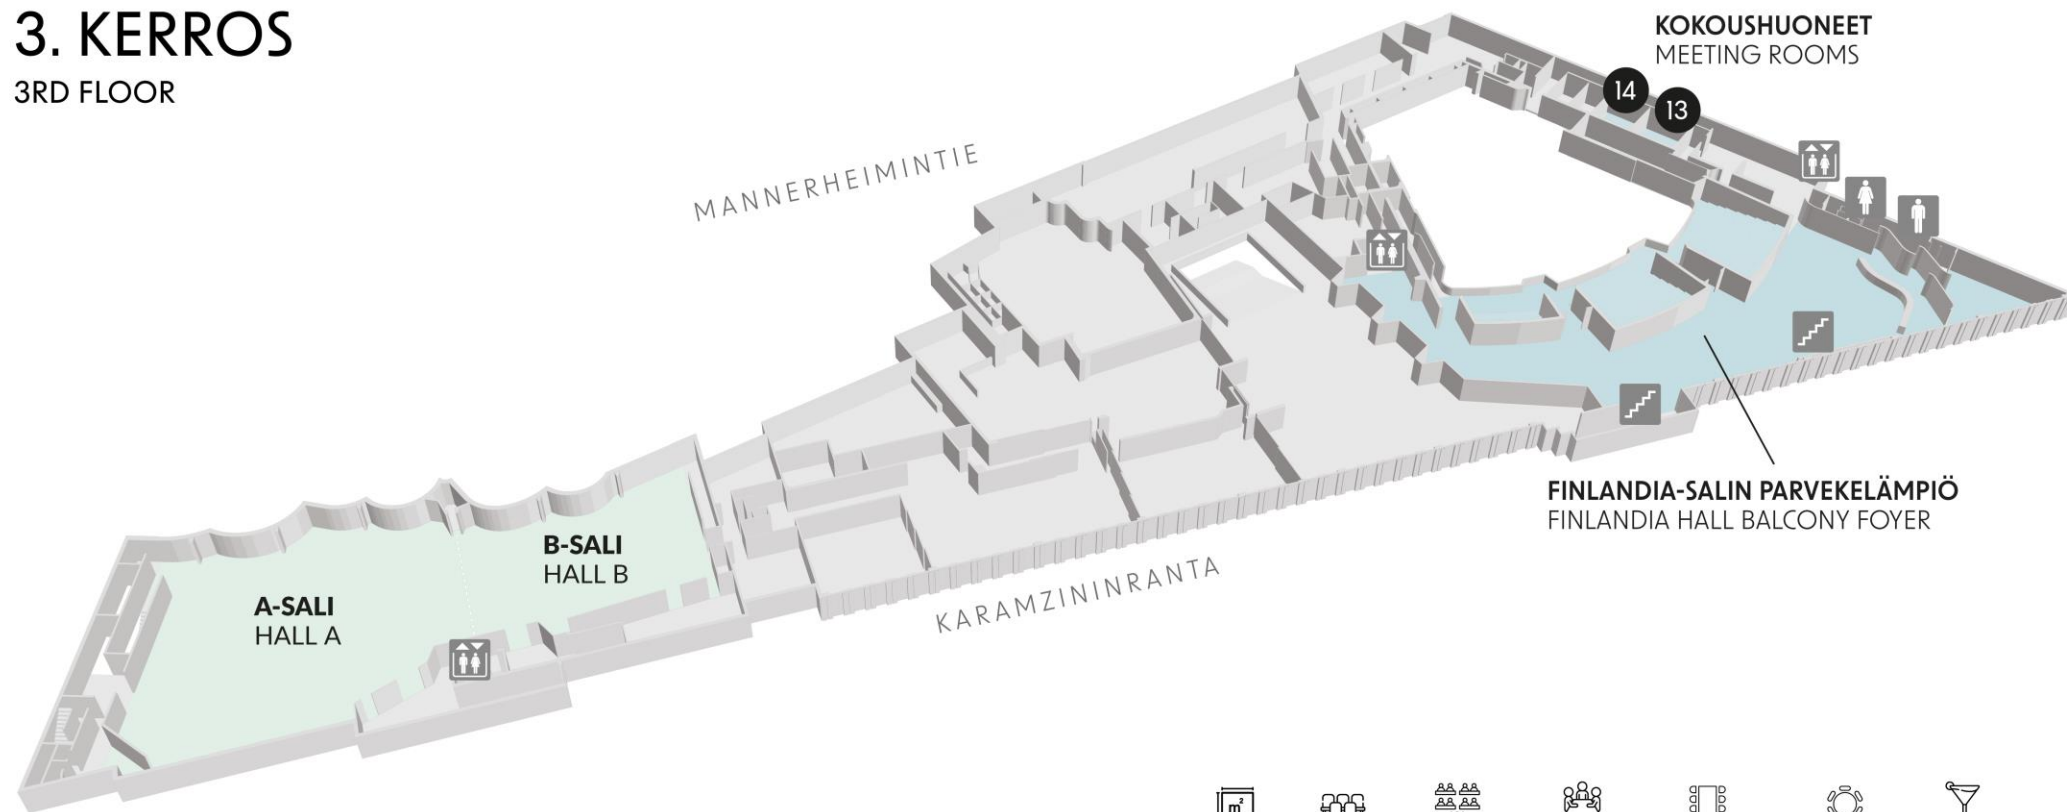 3. KERROS
3RD FLOOR
KOKOUSHUONEET
MEETING ROOMS
14
13
MANNERHEIMINTIE
FINLANDIA-SALIN PARVEKELÄMPIÖ
FINLANDIA HALL BALCONY FOYER
B-SALI
HALL B
A-SALI
HALL A
KARAMZININRANTA
m²